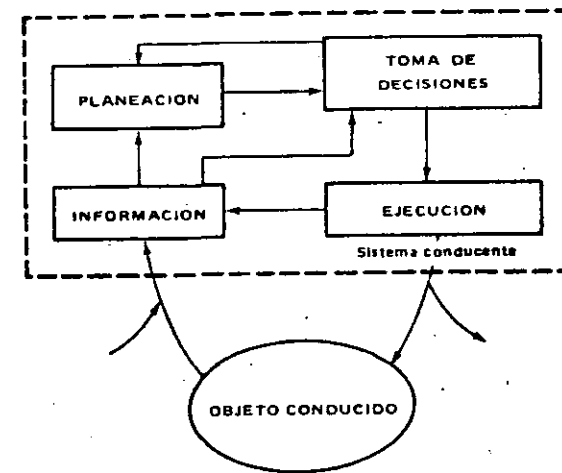 TOMA DE
DECISIONES
PLANEACION
INFORMACION
EJECUCION
Sistema conducente
OBJETO CONDUCIDO